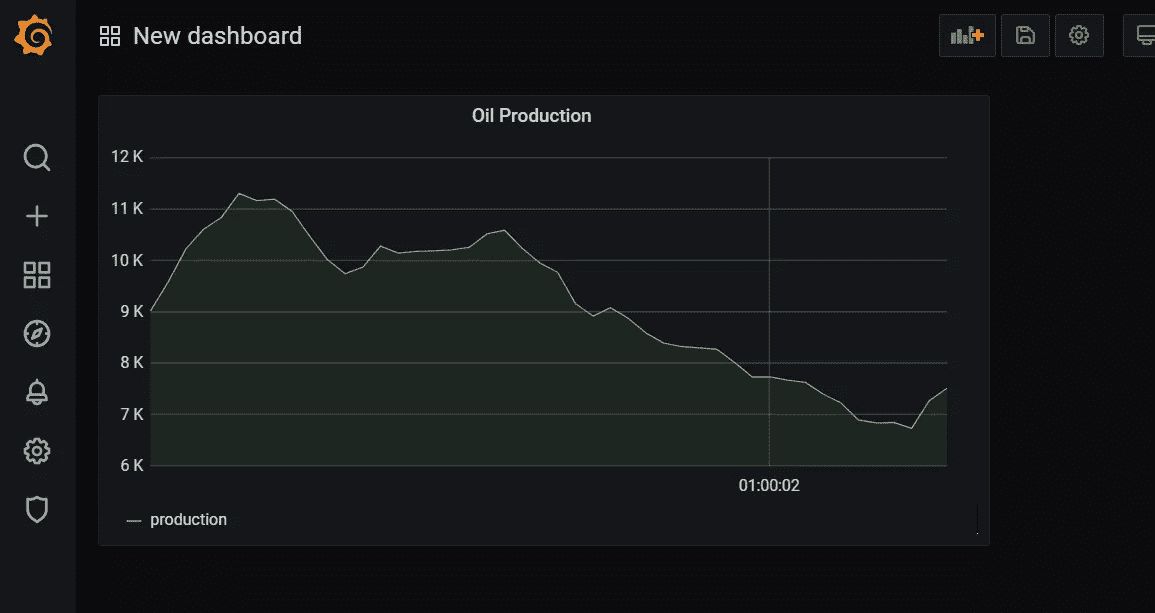 New dashboard
Oil Production
12 K
11 K
10 K
9 K
8 K
7 K
6 K
01:00:02
production